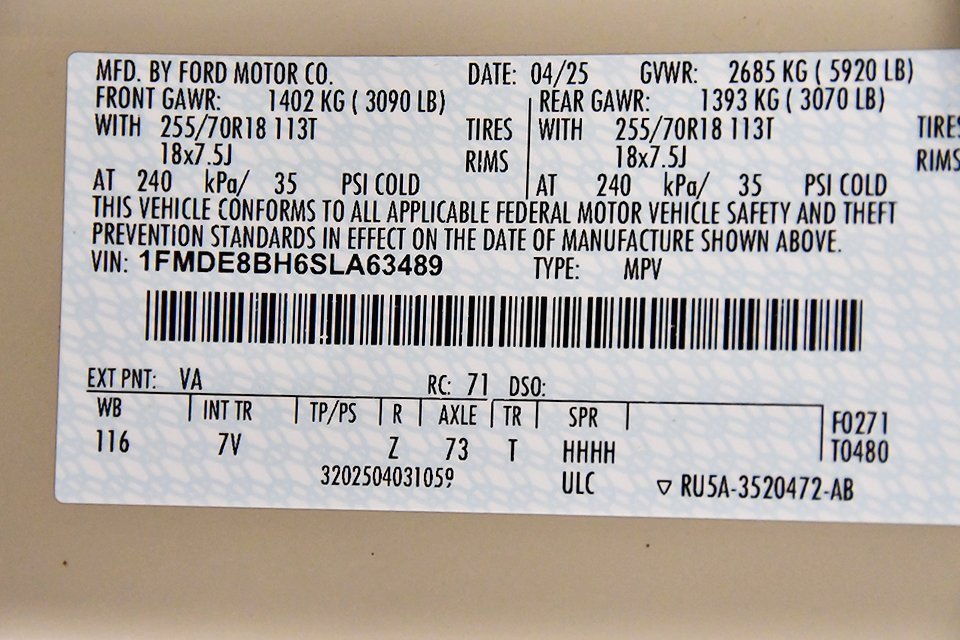 MFD. BY FORD MOTOR CO. DATE: 04/25 GVWR: 2685 KG ( 5920 LB)
FRONT GAWR: 1402 KG ( 3090 LB) REAR GAWR: 1393 KG ( 3070 LB)
WITH 255/70R18 113T TIRES WITH 255/70R18 113T TIRES
18x7.5J RIMS 18x7.5J RIMS
AT 240 kPa/ 35 PSI COLD AT 240 kPa/ 35 PSI COLD
THIS VEHICLE CONFORMS TO ALL APPLICABLE FEDERAL MOTOR VEHICLE SAFETY AND THEFT
PREVENTION STANDARDS IN EFFECT ON THE DATE OF MANUFACTURE SHOWN ABOVE.
VIN: 1FMDE8BH6SLA63489 TYPE: MPV
EXT PNT: VA RC: 71 DSO:
WB INT TR TP/PS R AXLE TR SPR F0271
116 7V Z 73 T HHHH T0480
3202504031059 ULC ▽ RU5A-3520472-AB